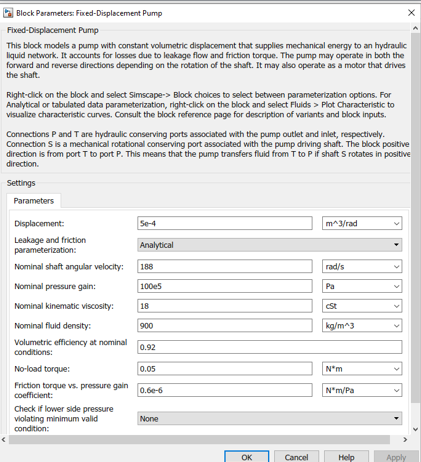 Block Parameters: Fixed-Displacement Pump
Fixed-Displacement Pump
This block models a pump with constant volumetric displacement that supplies mechanical energy to an hydraulic
liquid network. It accounts for losses due to leakage flow and friction torque. The pump may operate in both the
forward and reverse directions depending on the rotation of the shaft. It may also operate as a motor that drives
the shaft.
Right-click on the block and select Simscape-> Block choices to select between parameterization options. For
Analytical or tabulated data parameterization, right-click on the block and select Fluids > Plot Characteristic to
visualize characteristic curves. Consult the block reference page for description of variants and block inputs.
Connections P and T are hydraulic conserving ports associated with the pump outlet and inlet, respectively.
Connection S is a mechanical rotational conserving port associated with the pump driving shaft. The block positive
direction is from port T to port P. This means that the pump transfers fluid from T to P if shaft S rotates in positive
direction.
Settings
Parameters
Displacement: 5e-4 m^3/rad
Leakage and friction
parameterization: Analytical
Nominal shaft angular velocity: 188 rad/s
Nominal pressure gain: 100e5 Pa
Nominal kinematic viscosity: 18 cSt
Nominal fluid density: 900 kg/m^3
Volumetric efficiency at nominal
conditions: 0.92
No-load torque: 0.05 N*m
Friction torque vs. pressure gain
coefficient: 0.6e-6 N*m/Pa
Check if lower side pressure
violating minimum valid
condition: None
OK Cancel Help Apply